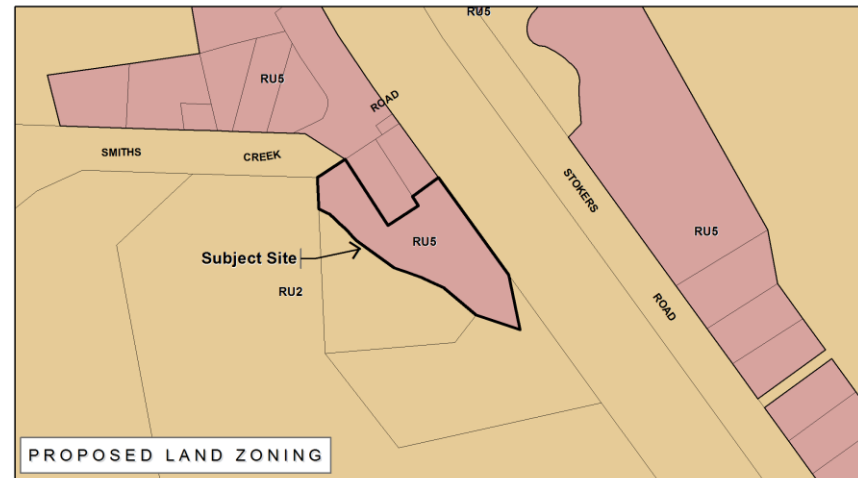 RU5
RU5
ROAD
SMITHS CREEK
STOKERS
RU5
RU5
Subject Site
RU2
ROAD
PROPOSED LAND ZONING